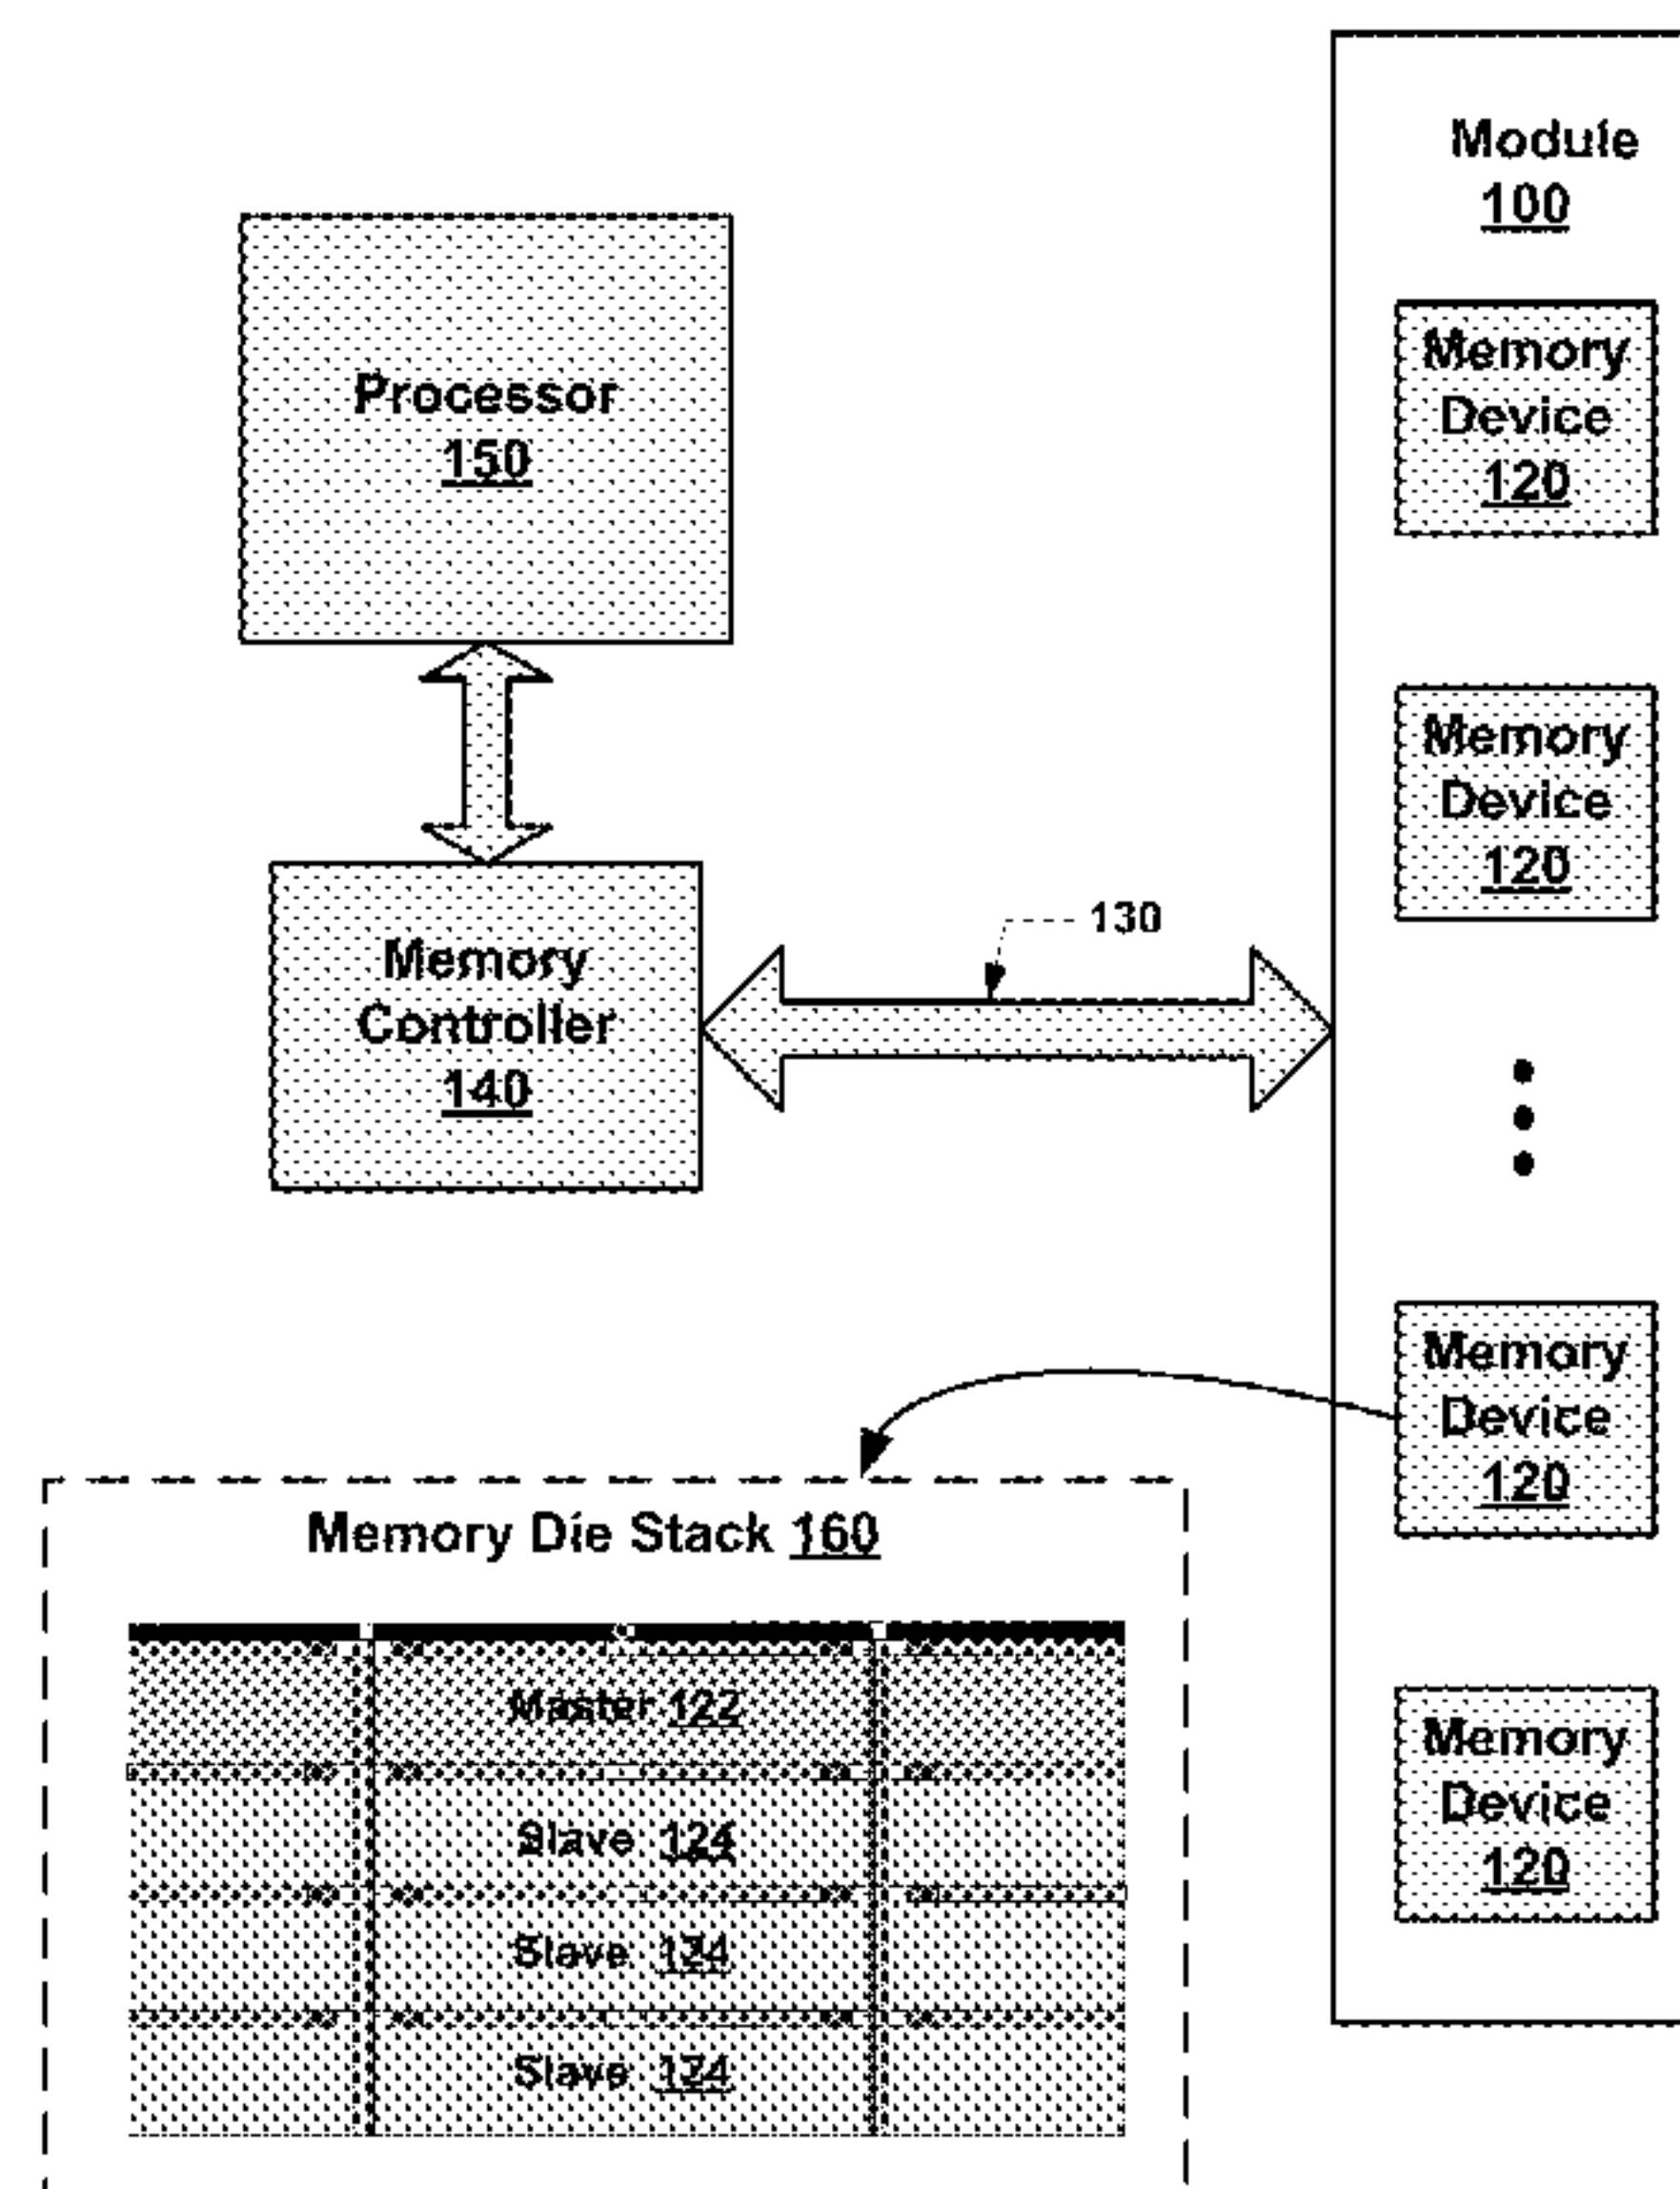 Module
100
Memory
Device
120
Processor
150
Memory
Device
120
130
Memory
Controller
140
Memory
Device
120
Memory Die Stack 160
Master 122
Memory
Device
120
Slave 124
Slave 124
Slave 124